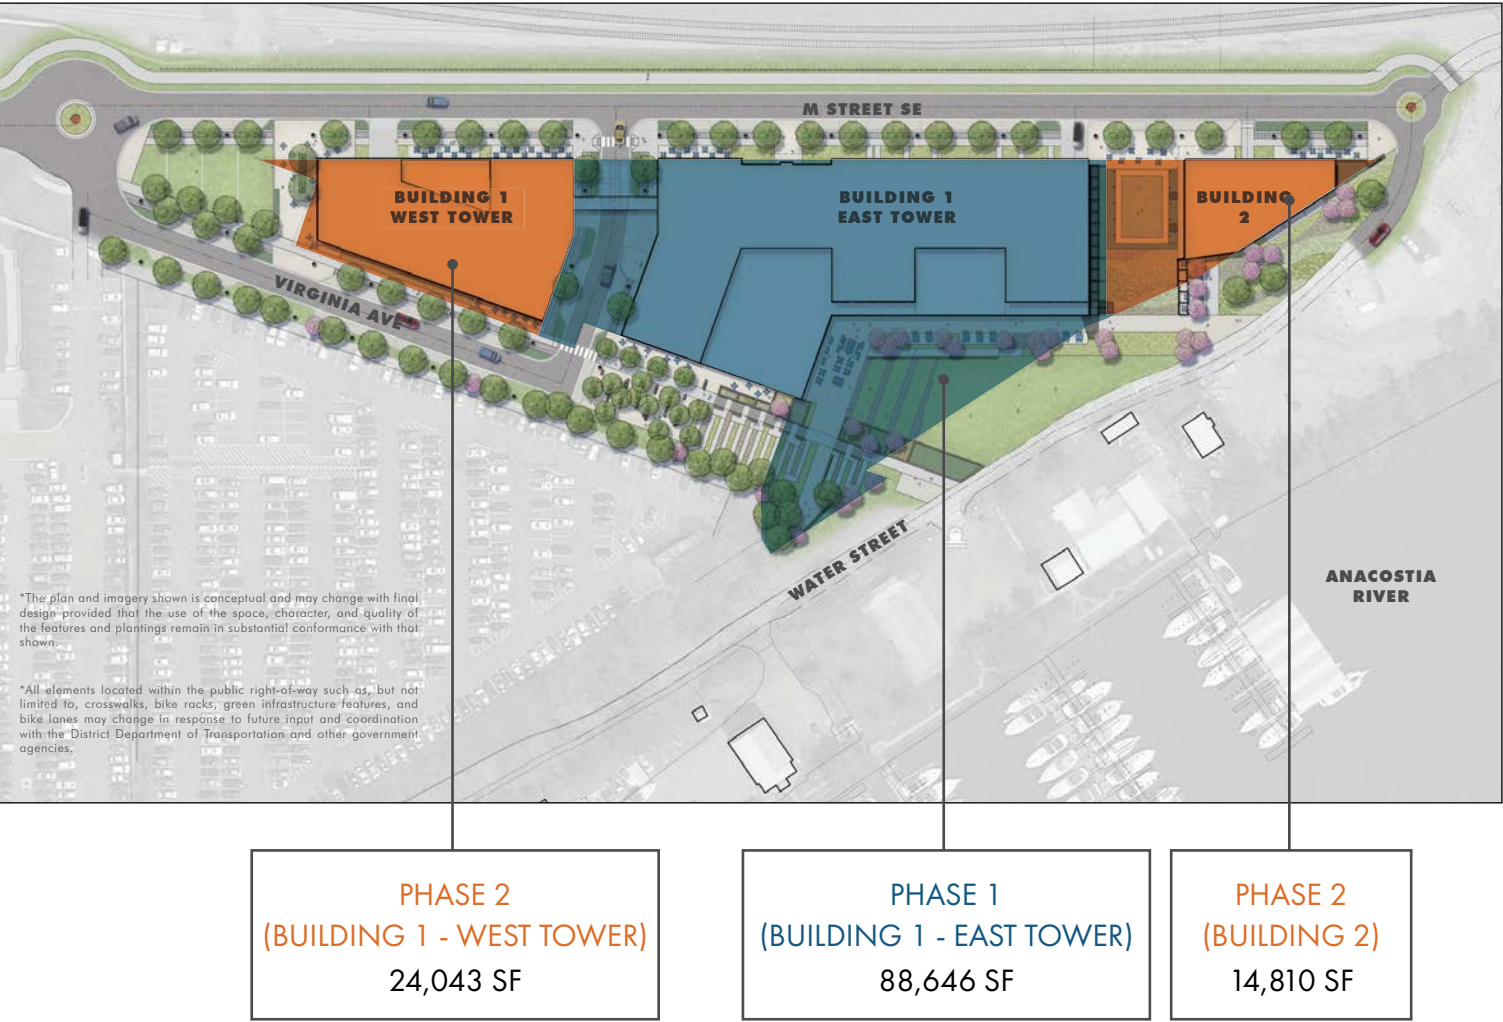 M STREET SE
BUILDING 1
WEST TOWER
BUILDING 1
EAST TOWER
BUILDING
2
VIRGINIA AVE
WATER STREET
ANACOSTIA
RIVER
*The plan and imagery shown is conceptual and may change with final
design provided that the use of the space, character, and quality of
the features and plantings remain in substantial conformance with that
shown.
*All elements located within the public right-of-way such as, but not
limited to, crosswalks, bike racks, green infrastructure features, and
bike lanes may change in response to future input and coordination
with the District Department of Transportation and other government
agencies.
PHASE 2
(BUILDING 1 - WEST TOWER)
24,043 SF
PHASE 1
(BUILDING 1 - EAST TOWER)
88,646 SF
PHASE 2
(BUILDING 2)
14,810 SF